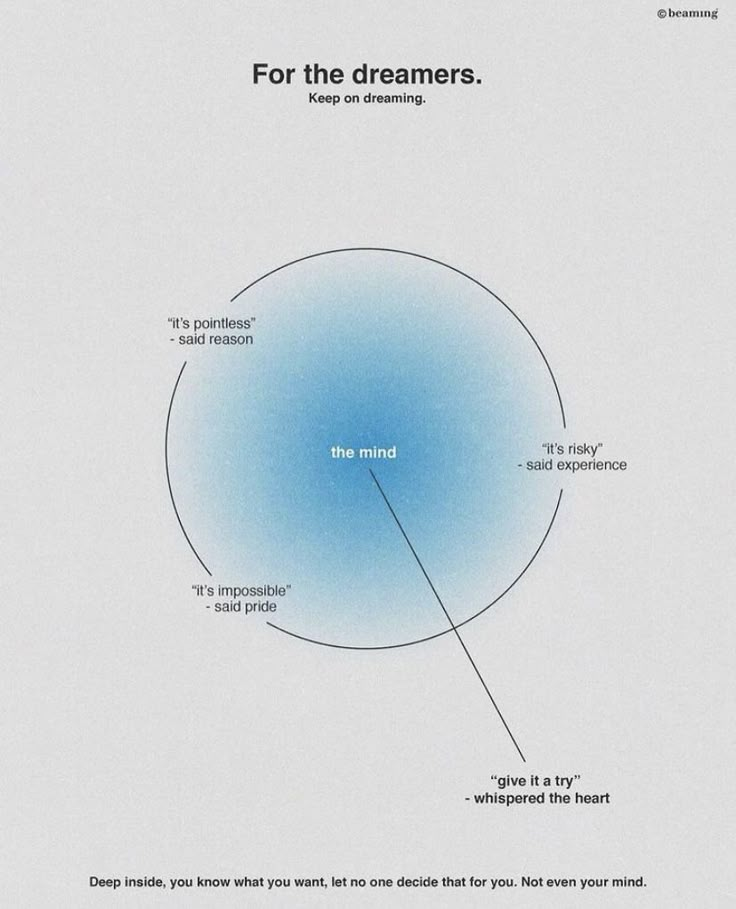 ©beamıng
For the dreamers.
Keep on dreaming.
“it’s pointless”
- said reason
the mind
“it’s risky”
- said experience
“it’s impossible”
- said pride
“give it a try”
- whispered the heart
Deep inside, you know what you want, let no one decide that for you. Not even your mind.